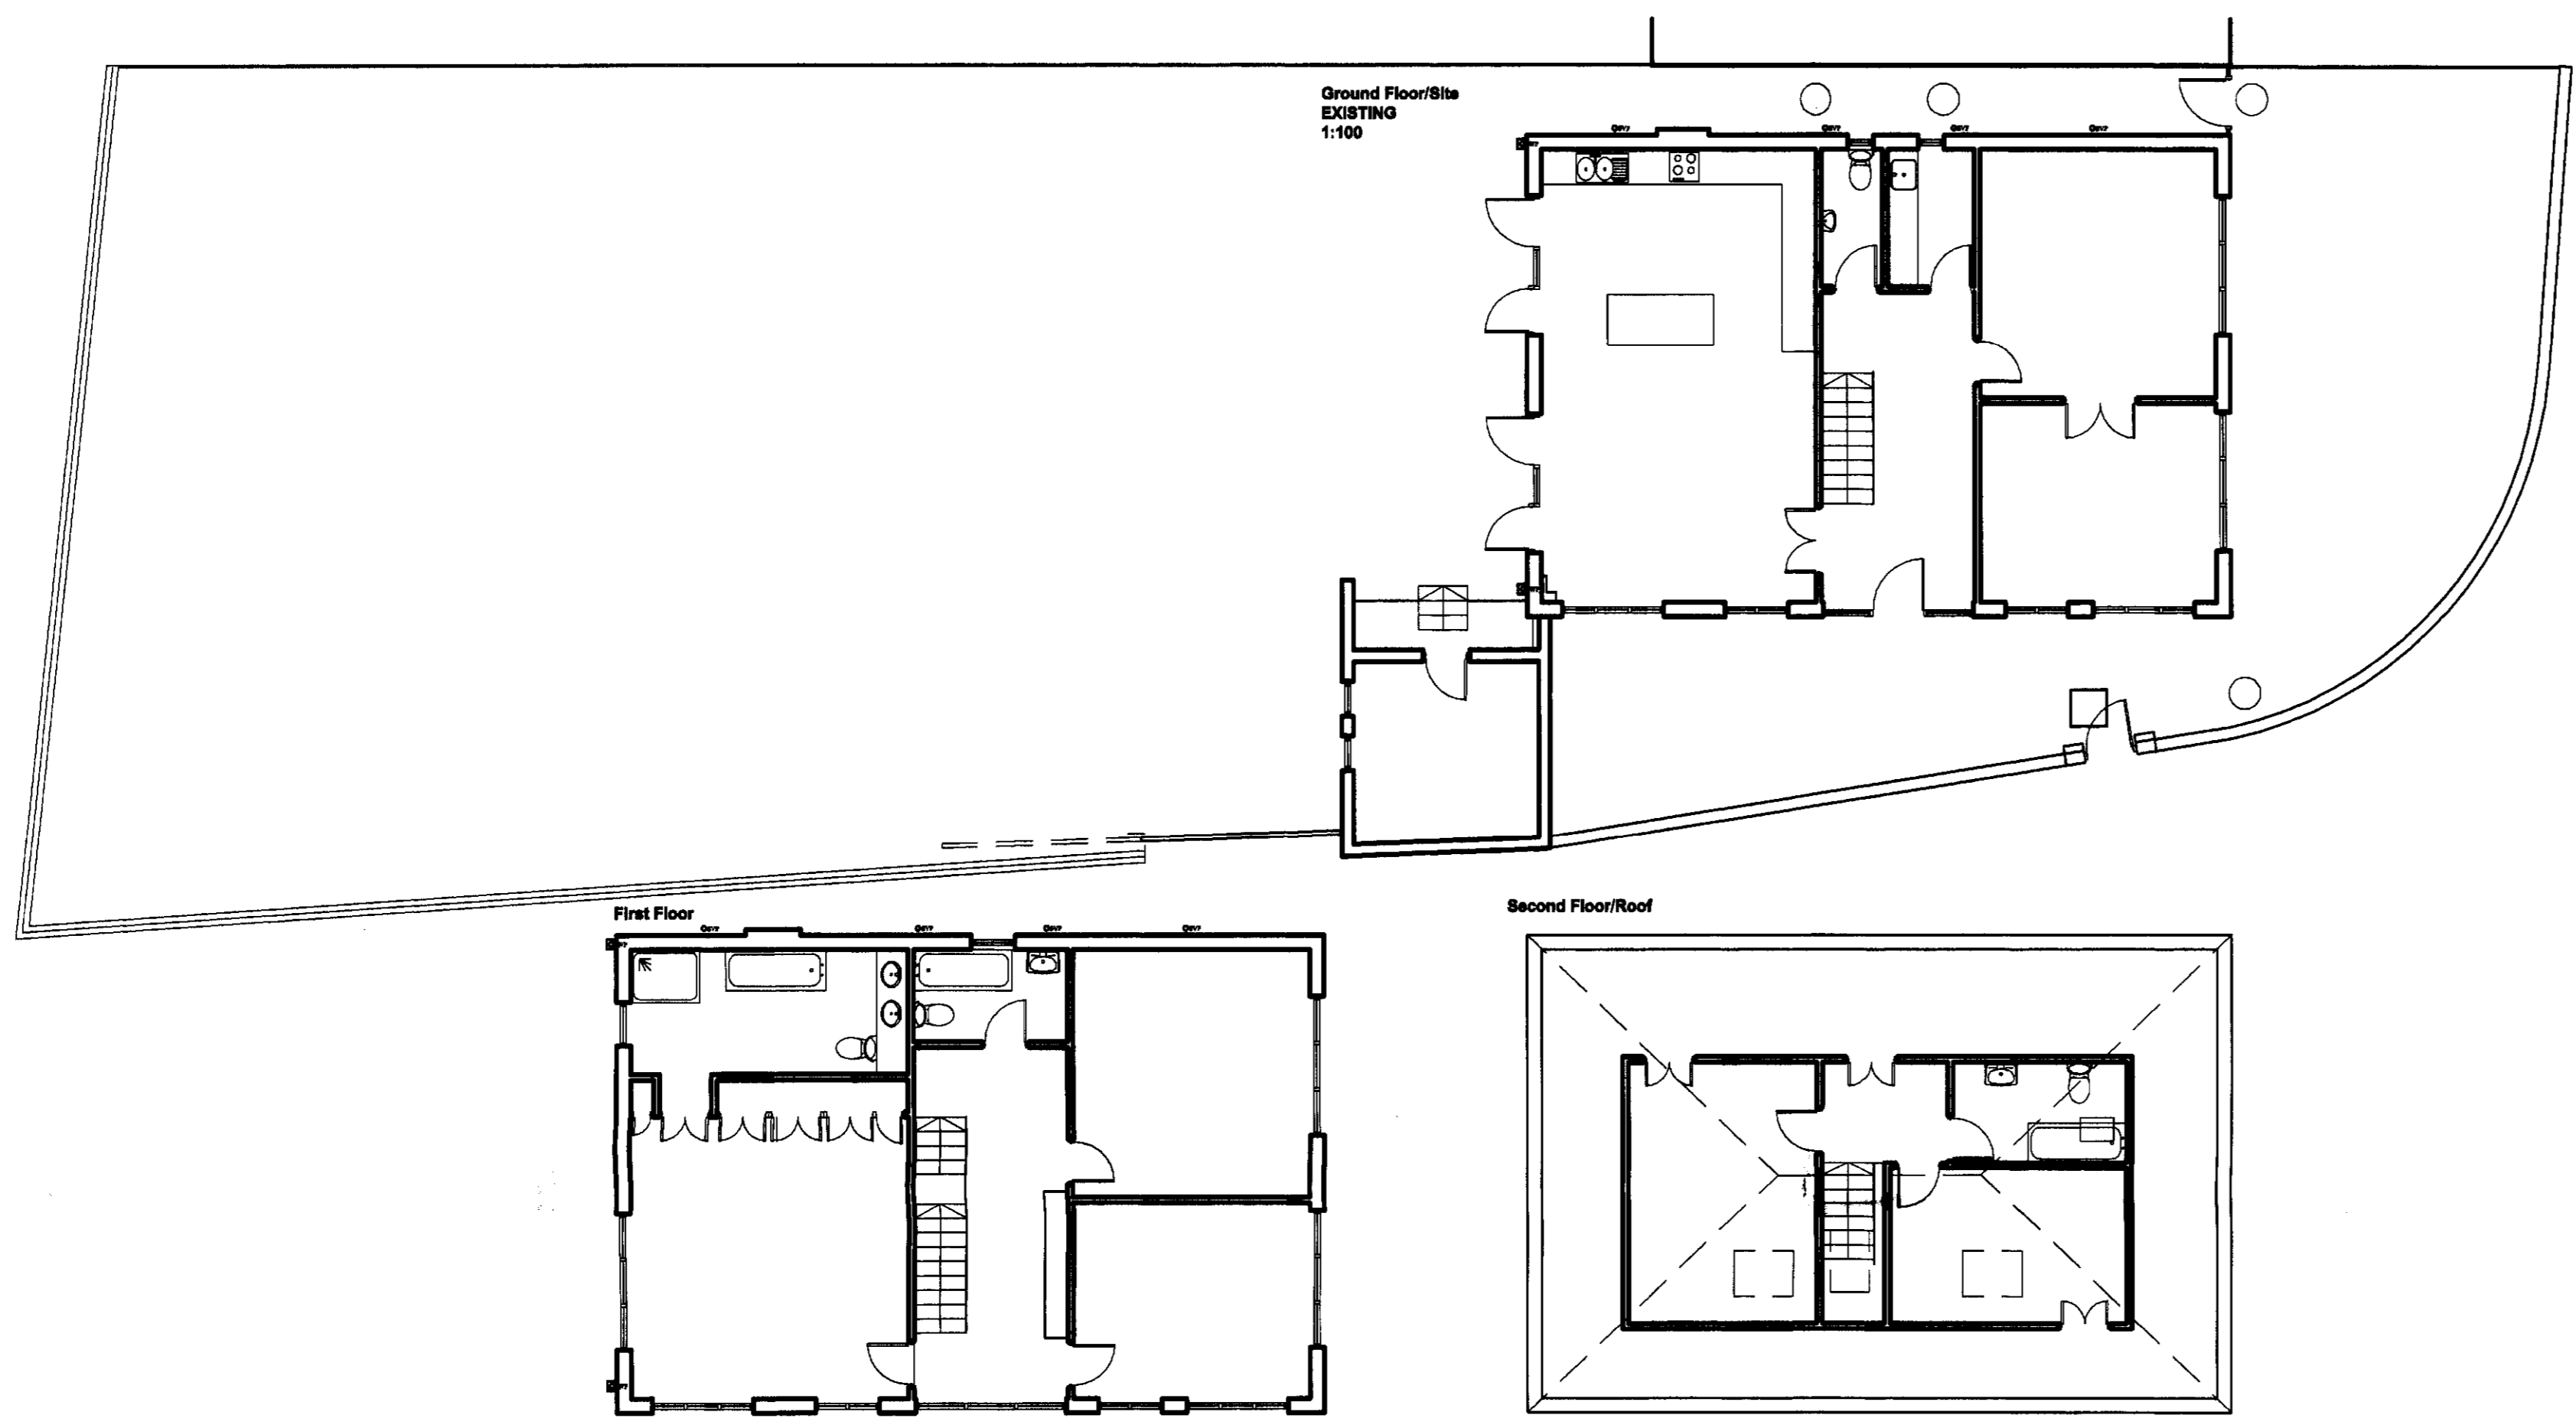 Ground Floor/Site
EXISTING
1:100
First Floor
Second Floor/Roof